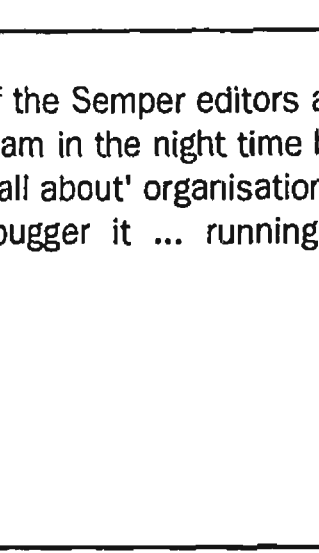 the Semper editors
am in the night time
all about' organisation
bugger it ... running